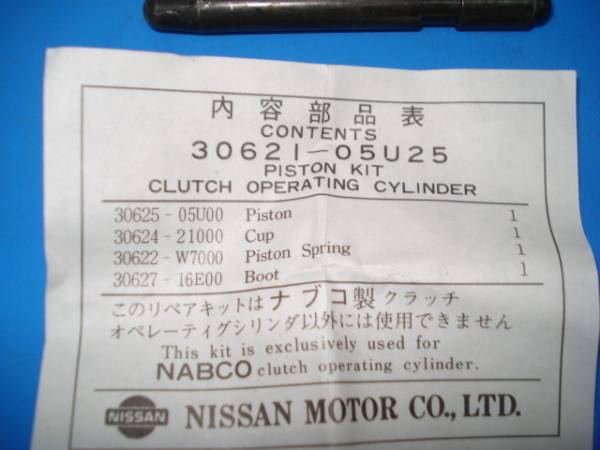 内容部品表
CONTENTS
30621-05U25
PISTON KIT
CLUTCH OPERATING CYLINDER
30625-05U00 Piston 1
30624-21000 Cup 1
30622-W7000 Piston Spring 1
30627-16E00 Boot 1
このリペアキットはナブコ製クラッチ
オペレーティグシリンダ以外には使用できません
This kit is exclusively used for
NABCO clutch operating cylinder.
NISSAN NISSAN MOTOR CO., LTD.